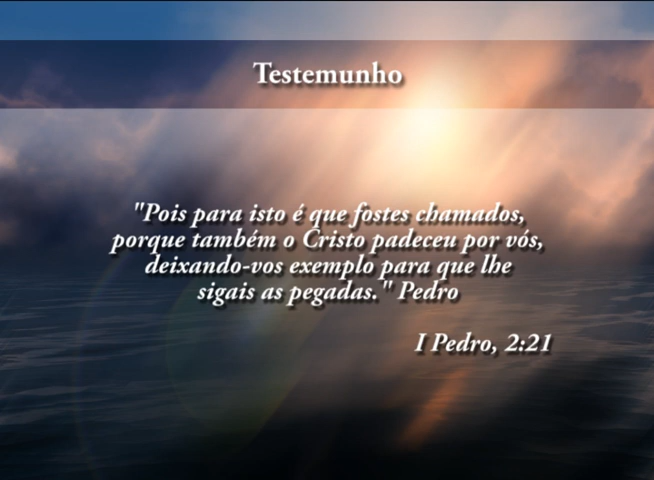 Testemunho
"Pois para isto é que fostes chamados,
porque também o Cristo padeceu por vós,
deixando-vos exemplo para que lhe
sigais as pegadas." Pedro
I Pedro, 2:21